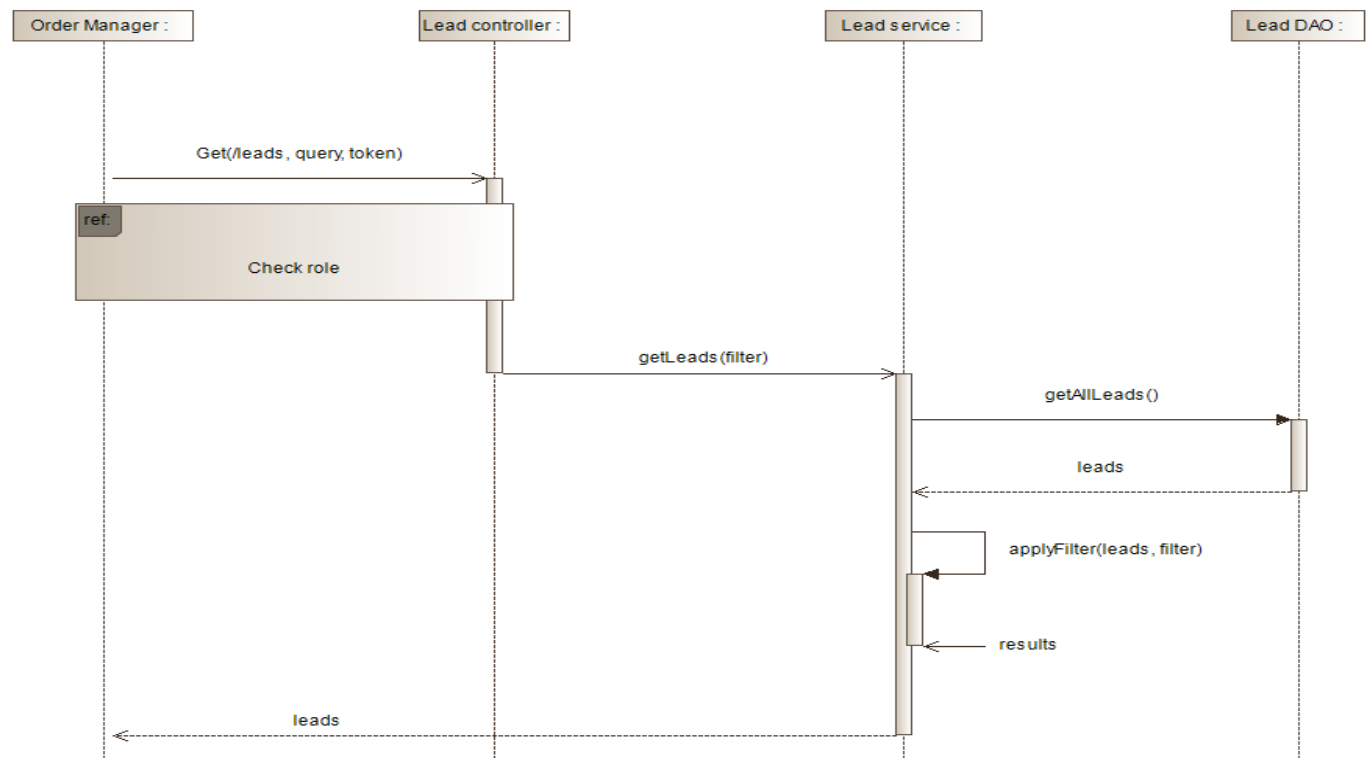 Order Manager :
Lead controller :
Lead service :
Lead DAO :
Get(/leads, query, token)
ref:
Check role
getLeads(filter)
getAllLeads()
leads
applyFilter(leads, filter)
results
leads